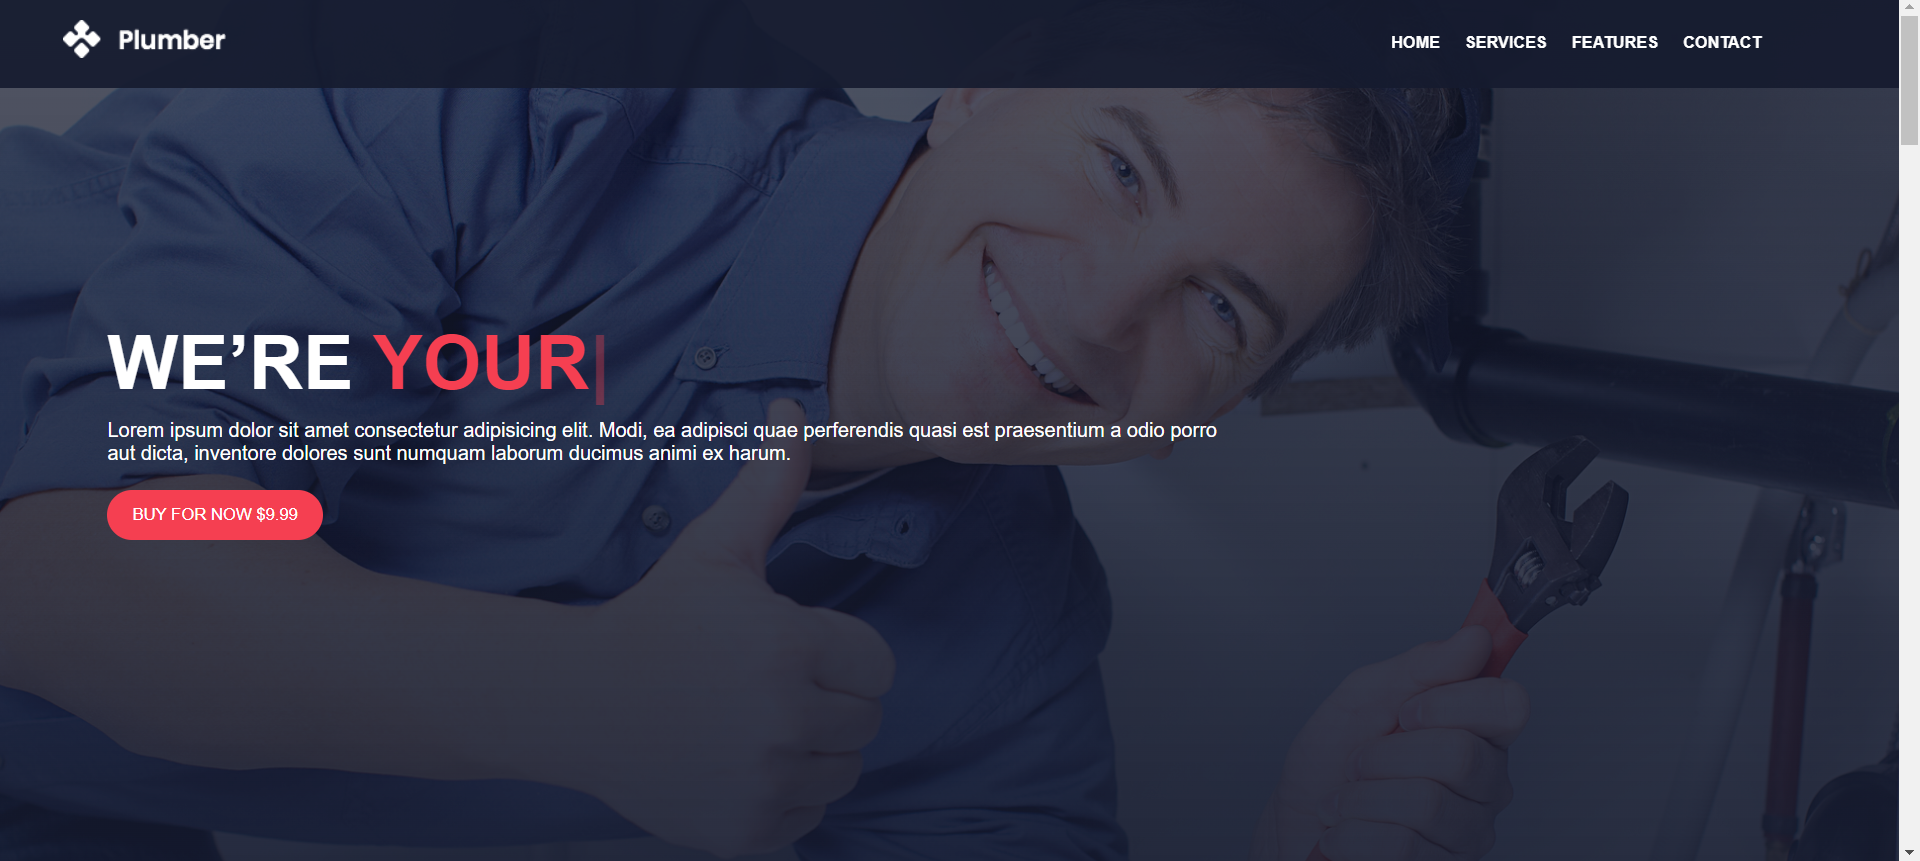 Plumber
HOME SERVICES FEATURES CONTACT
WE’RE YOUR|
Lorem ipsum dolor sit amet consectetur adipisicing elit. Modi, ea adipisci quae perferendis quasi est praesentium a odio porro
aut dicta, inventore dolores sunt numquam laborum ducimus animi ex harum.
BUY FOR NOW $9.99